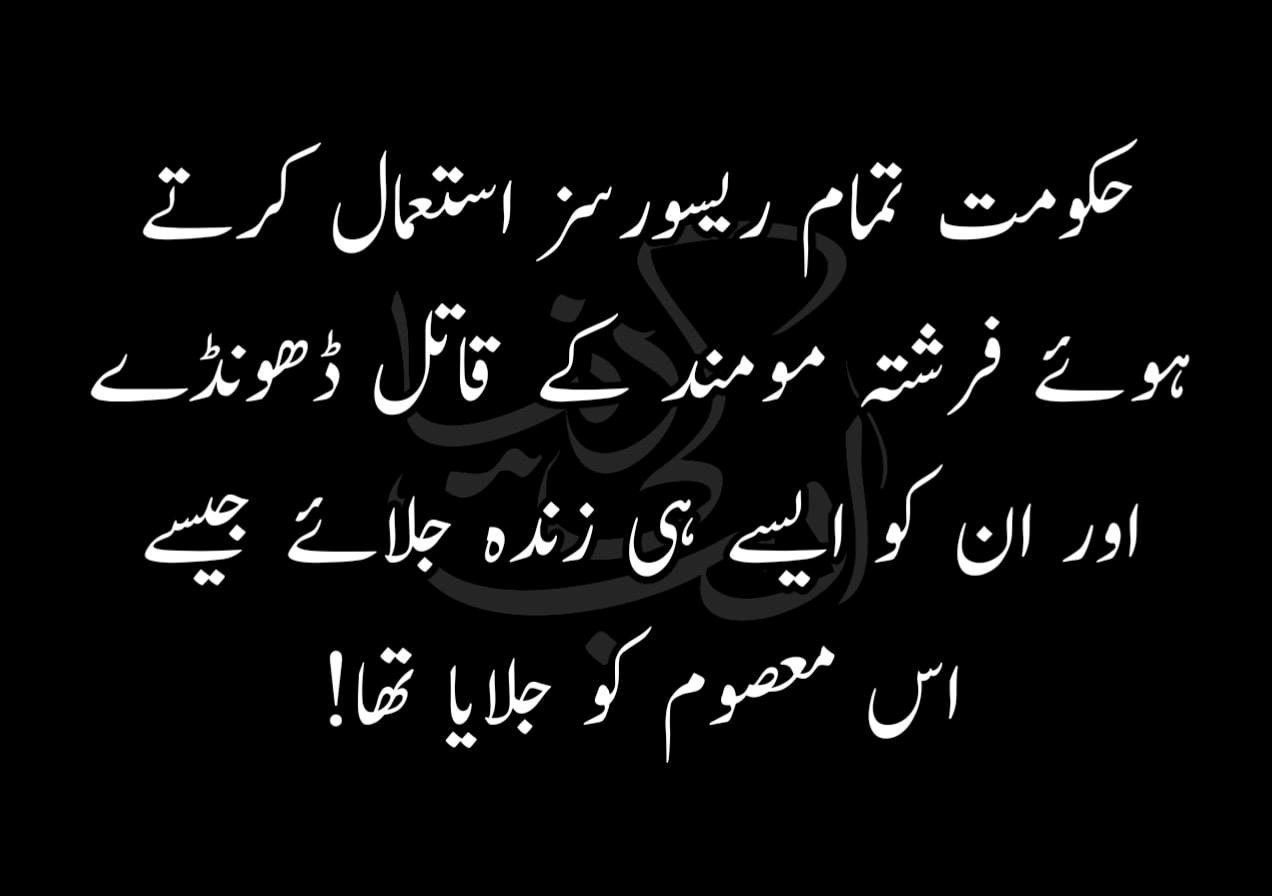 حکومت تمام ریسورسز استعمال کرتے
ہوئے فرشتہ مومند کے قاتل ڈھونڈے
اور ان کو ایسے ہی زندہ جلائے جیسے
اس معصوم کو جلایا تھا!